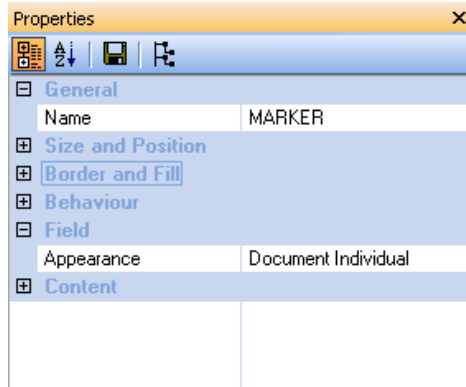 Properties
General
Name MARKER
Size and Position
Border and Fill
Behaviour
Field
Appearance Document Individual
Content